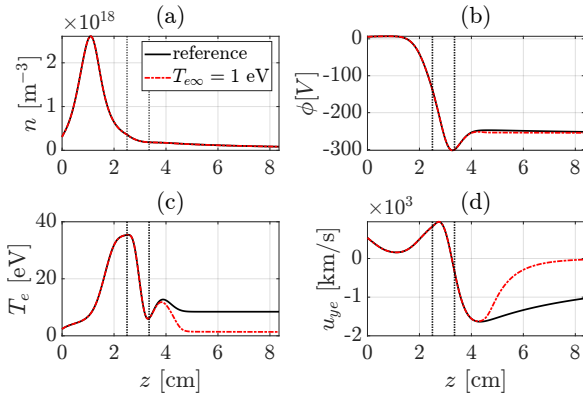 (a)
×10^18
n [m^−3]
2
1
0
0 2 4 6 8
reference
T_e∞ = 1 eV
(b)
ϕ[V]
0
-100
-200
-300
0 2 4 6 8
(c)
T_e [eV]
40
20
0
0 2 4 6 8
z [cm]
(d)
×10^3
u_ye [km/s]
0
-1
-2
0 2 4 6 8
z [cm]